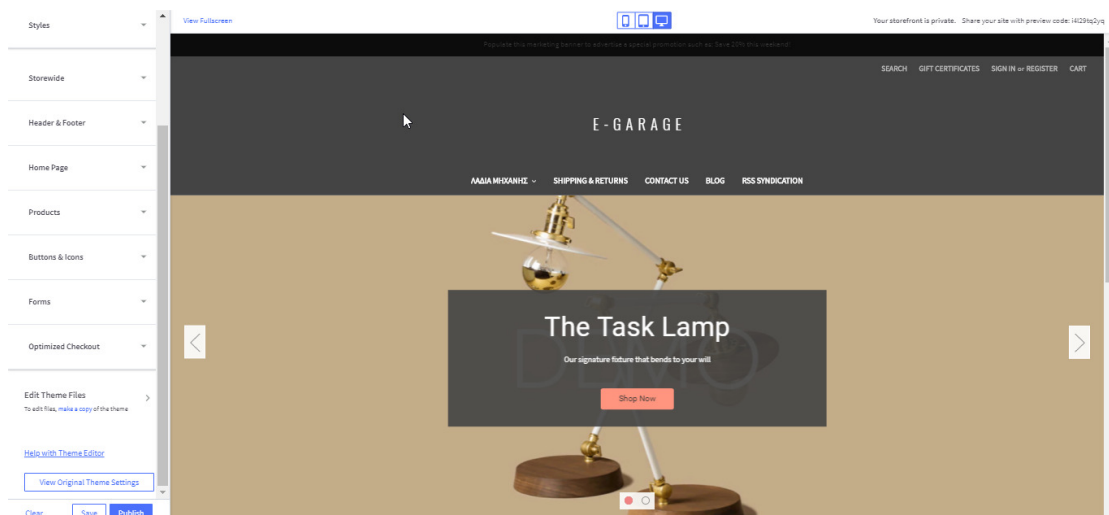 Styles
Storewide
Header & Footer
Home Page
Products
Buttons & Icons
Forms
Optimized Checkout
Edit Theme Files
To edit files, make a copy of the theme
Help with Theme Editor
View Original Theme Settings
Clear Save Publish
View Fullscreen
Your storefront is private. Share your site with preview code: i4l29tq2yq
Populate this marketing banner to advertise a special promotion such as: Save 20% this weekend!
SEARCH GIFT CERTIFICATES SIGN IN or REGISTER CART
E-GARAGE
ΛΑΔΙΑ ΜΗΧΑΝΗΣ SHIPPING & RETURNS CONTACT US BLOG RSS SYNDICATION
The Task Lamp
Our signature fixture that bends to your will
DEMO
Shop Now